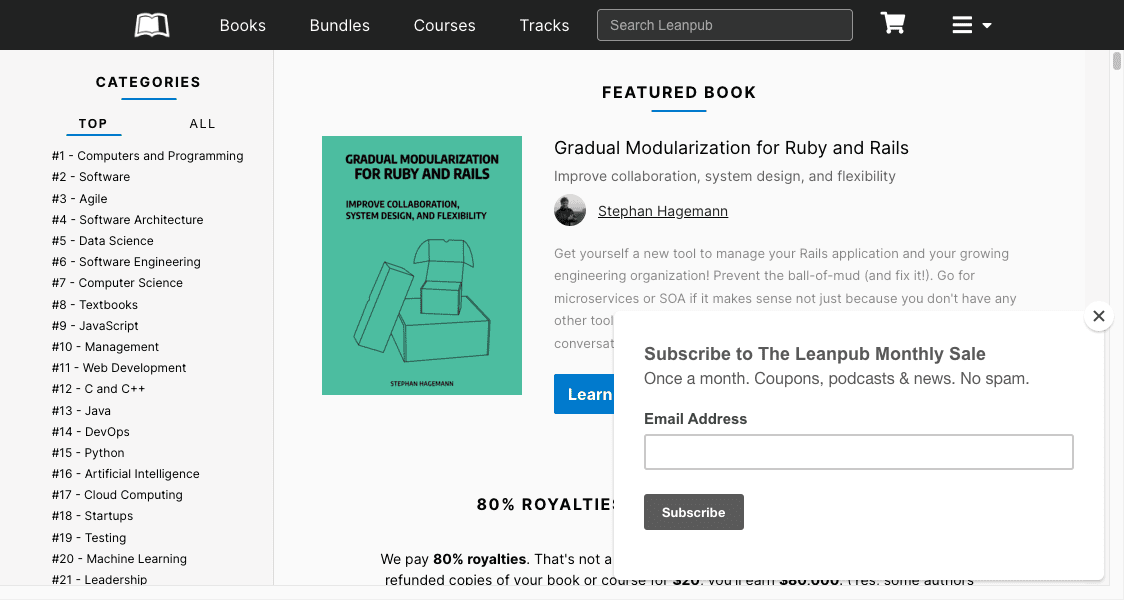 Books Bundles Courses Tracks Search Leanpub
CATEGORIES
TOP ALL
#1 - Computers and Programming
#2 - Software
#3 - Agile
#4 - Software Architecture
#5 - Data Science
#6 - Software Engineering
#7 - Computer Science
#8 - Textbooks
#9 - JavaScript
#10 - Management
#11 - Web Development
#12 - C and C++
#13 - Java
#14 - DevOps
#15 - Python
#16 - Artificial Intelligence
#17 - Cloud Computing
#18 - Startups
#19 - Testing
#20 - Machine Learning
#21 - Leadership
FEATURED BOOK
GRADUAL MODULARIZATION
FOR RUBY AND RAILS
IMPROVE COLLABORATION,
SYSTEM DESIGN, AND FLEXIBILITY
STEPHAN HAGEMANN
Gradual Modularization for Ruby and Rails
Improve collaboration, system design, and flexibility
Stephan Hagemann
Get yourself a new tool to manage your Rails application and your growing
engineering organization! Prevent the ball-of-mud (and fix it!). Go for
microservices or SOA if it makes sense not just because you don't have any
other tool
conversat
Learn
80% ROYALTIES
We pay 80% royalties. That's not a
refunded copies of your book or course for $20, you'll earn $80,000. (Yes, some authors
Subscribe to The Leanpub Monthly Sale
Once a month. Coupons, podcasts & news. No spam.
Email Address
Subscribe